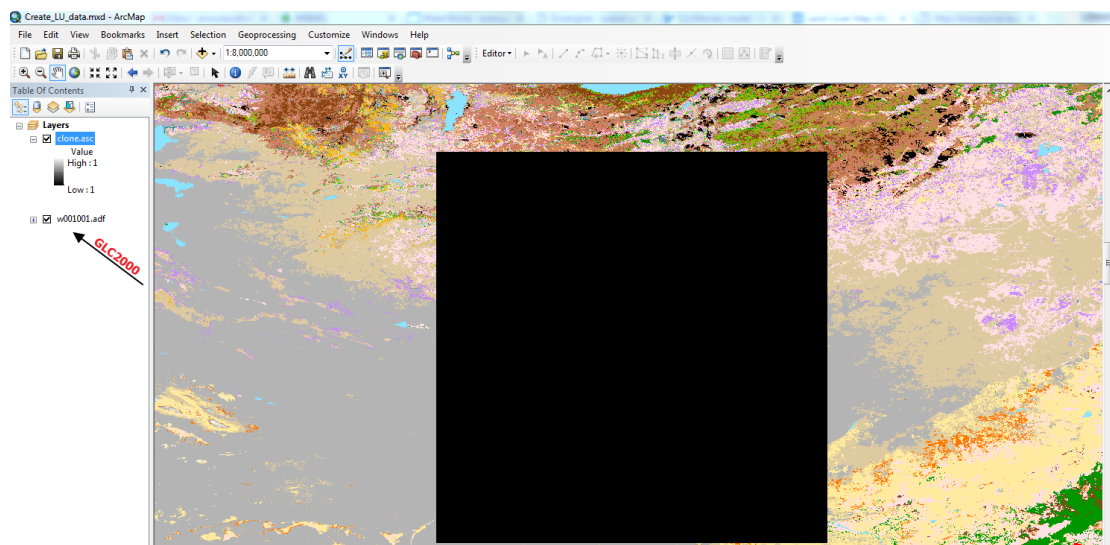 Create_LU_data.mxd - ArcMap
File Edit View Bookmarks Insert Selection Geoprocessing Customize Windows Help
1:8,000,000
Editor
Table Of Contents
Layers
clone.asc
Value
High : 1
Low : 1
w001001.adf
GLC2000